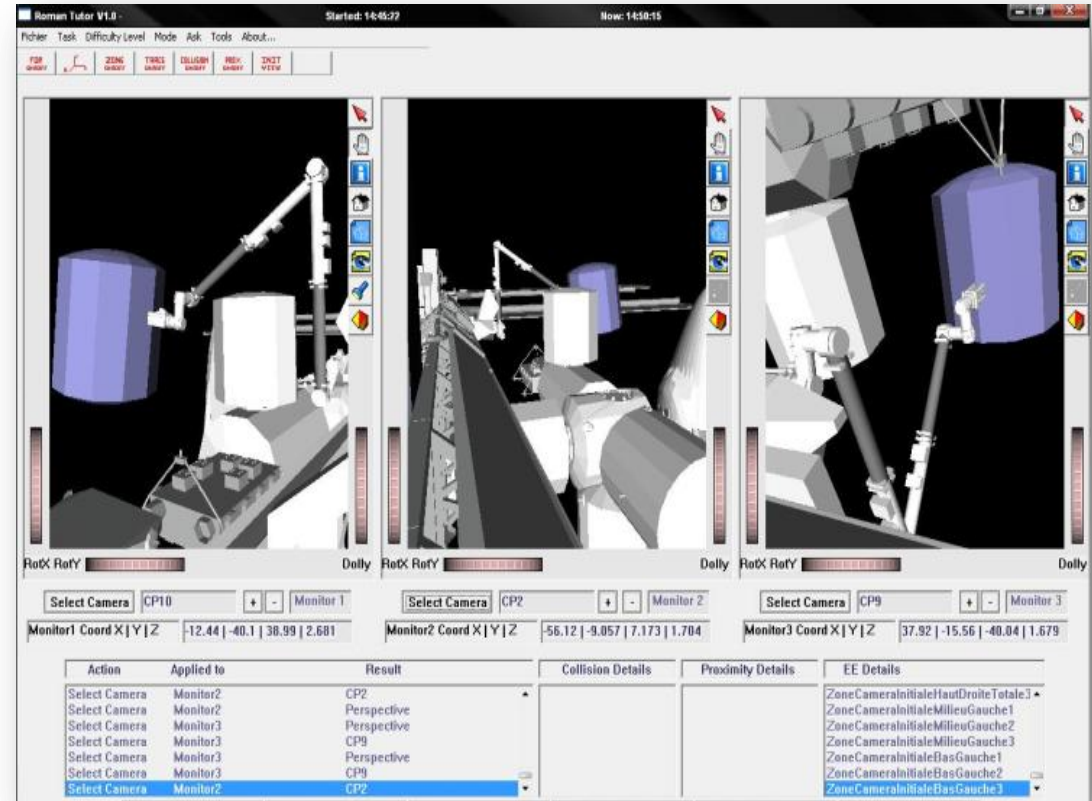 Roman Tutor V1.0 - Started: 14:45:22 Now: 14:50:15
Fichier Task Difficulty Level Mode Ask Tools About...
ZONE INIT
VIEW
RotX RotY Dolly RotX RotY Dolly RotX RotY Dolly
Select Camera CP10 + - Monitor 1 Select Camera CP2 + - Monitor 2 Select Camera CP9 + - Monitor 3
Monitor1 Coord X | Y | Z -12.44 | -40.1 | 38.99 | 2.681 Monitor2 Coord X | Y | Z -56.12 | -9.057 | 7.173 | 1.704 Monitor3 Coord X | Y | Z 37.92 | -15.56 | -40.04 | 1.679
Action Applied to Result Collision Details Proximity Details EE Details
Select Camera Monitor2 CP2 ZoneCameraInitialeHautDroiteTotale3
Select Camera Monitor2 Perspective ZoneCameraInitialeMilieuGauche1
Select Camera Monitor3 Perspective ZoneCameraInitialeMilieuGauche2
Select Camera Monitor3 CP9 ZoneCameraInitialeMilieuGauche3
Select Camera Monitor3 Perspective ZoneCameraInitialeBasGauche1
Select Camera Monitor3 CP9 ZoneCameraInitialeBasGauche2
Select Camera Monitor2 CP2 ZoneCameraInitialeBasGauche3